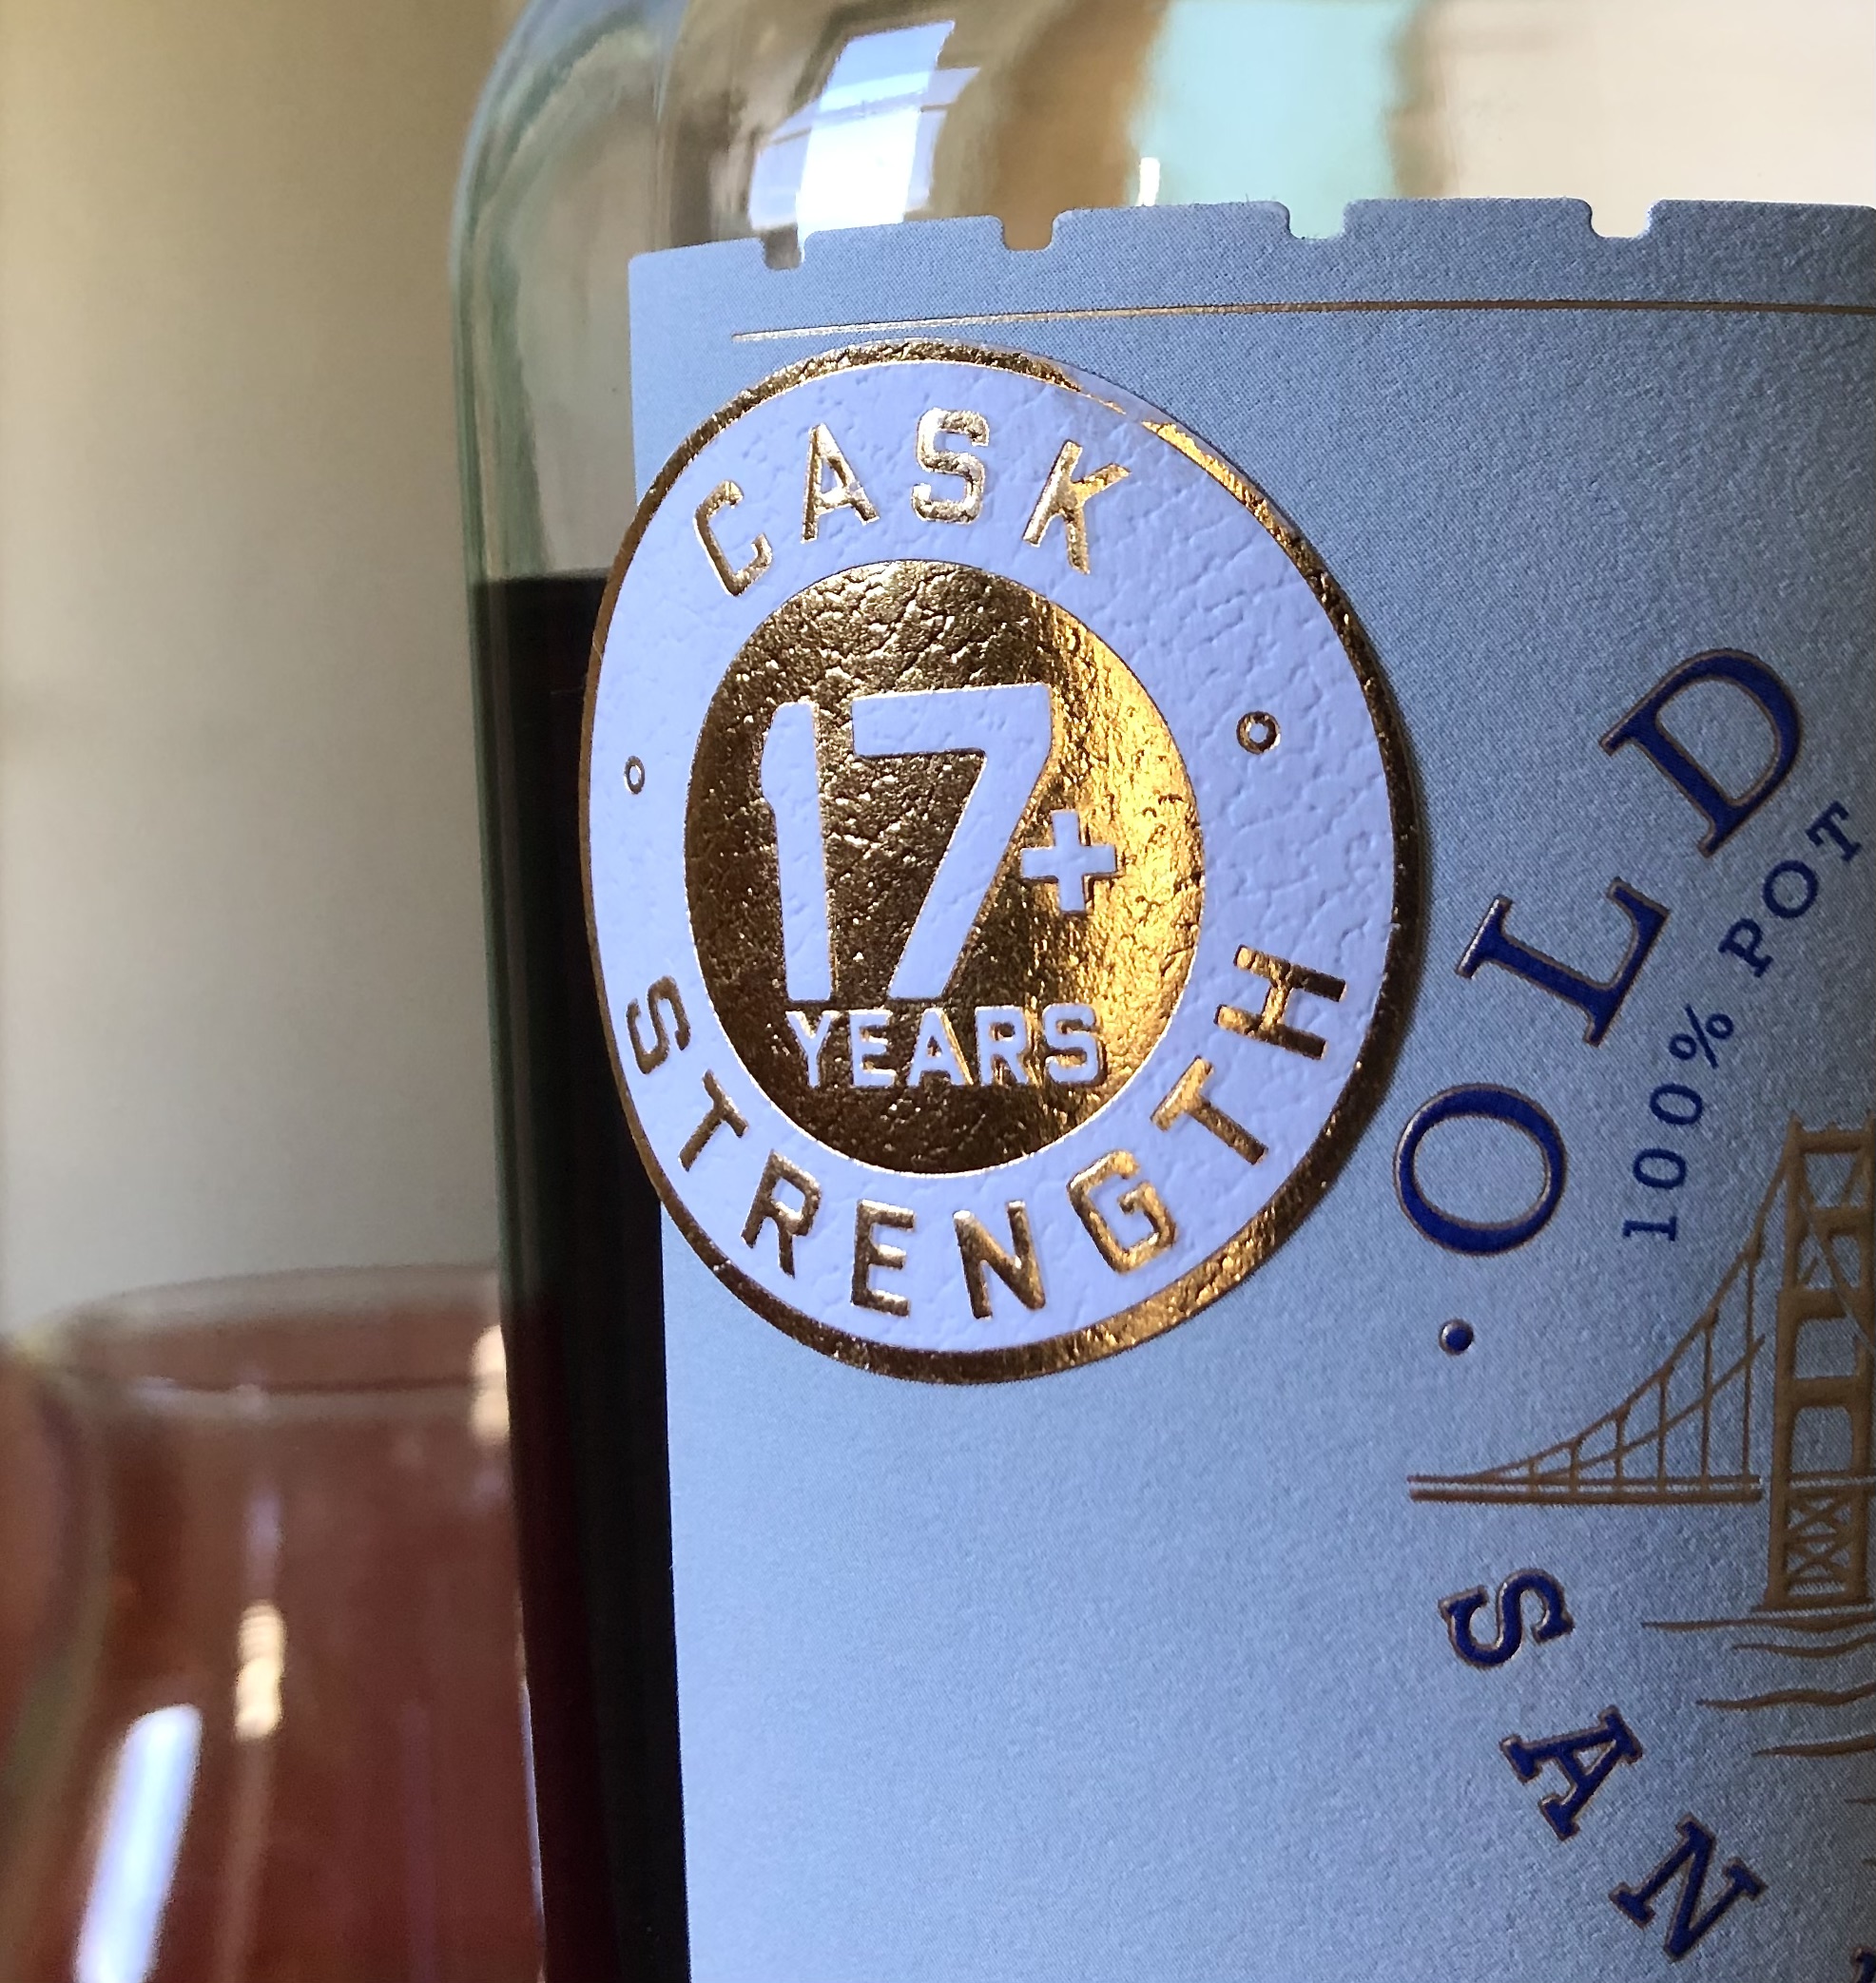 CASK
17+
YEARS
STRENGTH
OLD
100% POT
SAN